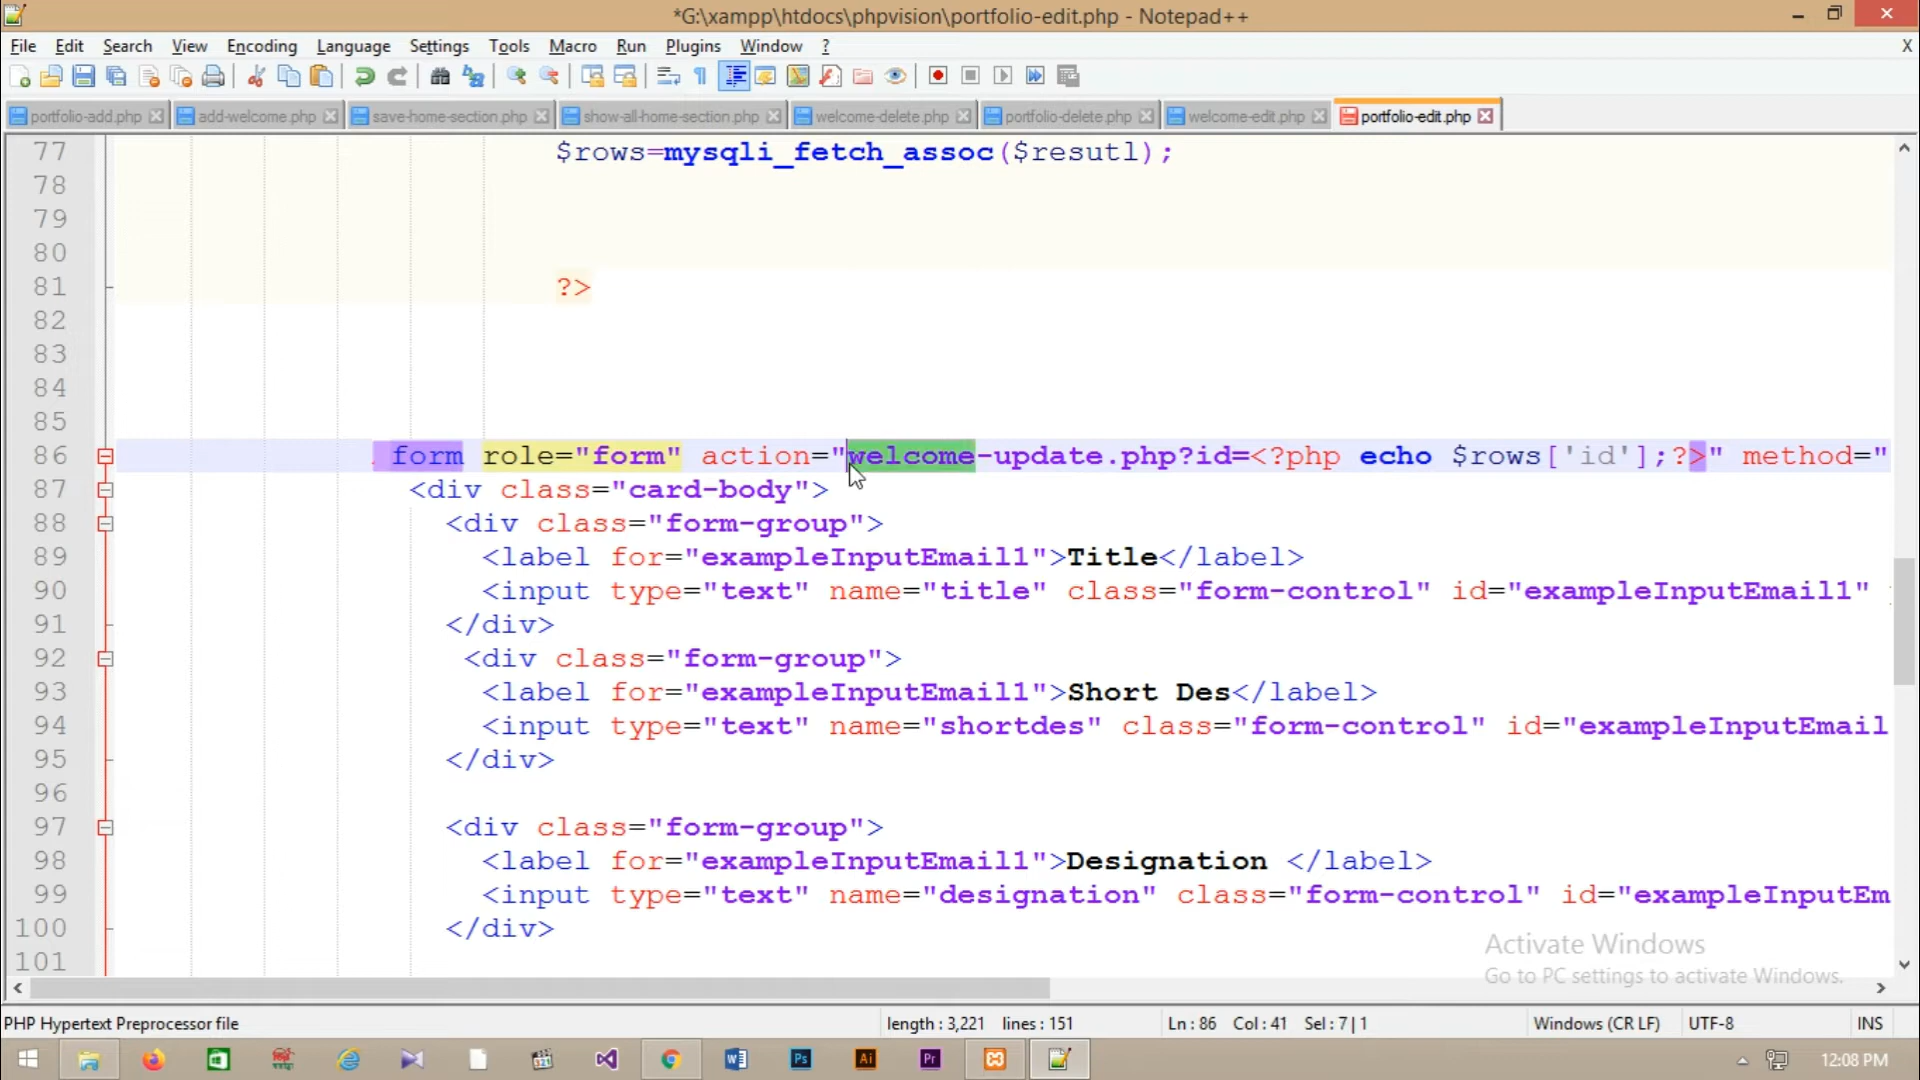 *G:\xampp\htdocs\phpvision\portfolio-edit.php - Notepad++
File Edit Search View Encoding Language Settings Tools Macro Run Plugins Window ? X
portfolio-add.php add-welcome.php save-home-section.php show-all-home-section.php welcome-delete.php portfolio-delete.php welcome-edit.php portfolio-edit.php
77 $rows=mysqli_fetch_assoc($resutl);
78
79
80
81 ?>
82
83
84
85
86 form role="form" action="welcome-update.php?id=<?php echo $rows['id'];?>" method="
87 <div class="card-body">
88 <div class="form-group">
89 <label for="exampleInputEmail1">Title</label>
90 <input type="text" name="title" class="form-control" id="exampleInputEmail1"
91 </div>
92 <div class="form-group">
93 <label for="exampleInputEmail1">Short Des</label>
94 <input type="text" name="shortdes" class="form-control" id="exampleInputEmail
95 </div>
96
97 <div class="form-group">
98 <label for="exampleInputEmail1">Designation </label>
99 <input type="text" name="designation" class="form-control" id="exampleInputEm
100 </div>
101
Activate Windows
Go to PC settings to activate Windows.
PHP Hypertext Preprocessor file length : 3,221 lines : 151 Ln : 86 Col : 41 Sel : 7 | 1 Windows (CR LF) UTF-8 INS
W Ps Ai Pr 12:08 PM